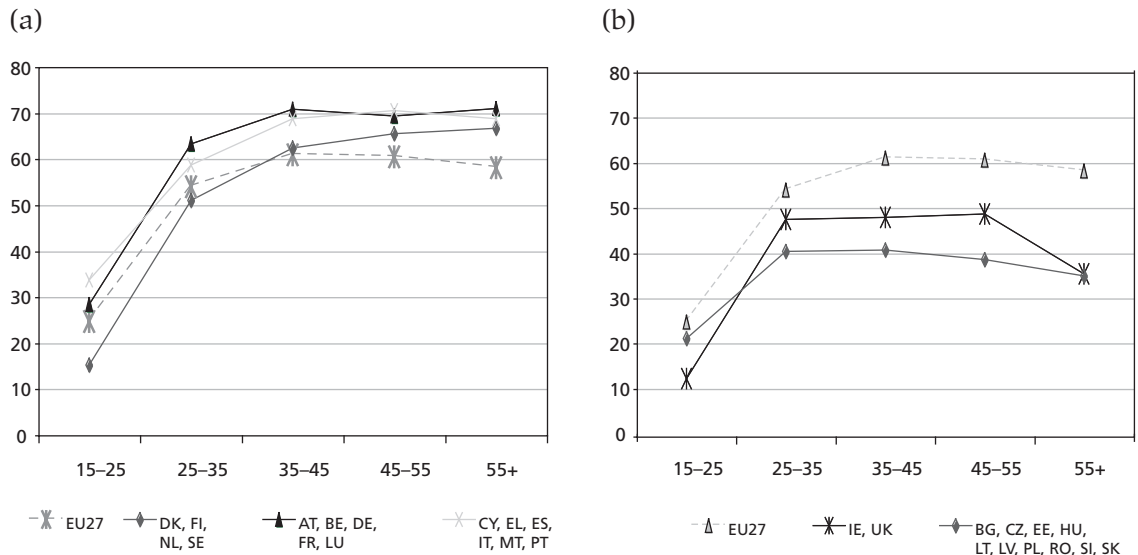 (a)
80
70
60
50
40
30
20
10
0
15–25 25–35 35–45 45–55 55+
EU27 DK, FI, AT, BE, DE, CY, EL, ES,
NL, SE FR, LU IT, MT, PT
(b)
80
70
60
50
40
30
20
10
0
15–25 25–35 35–45 45–55 55+
EU27 IE, UK BG, CZ, EE, HU,
LT, LV, PL, RO, SI, SK